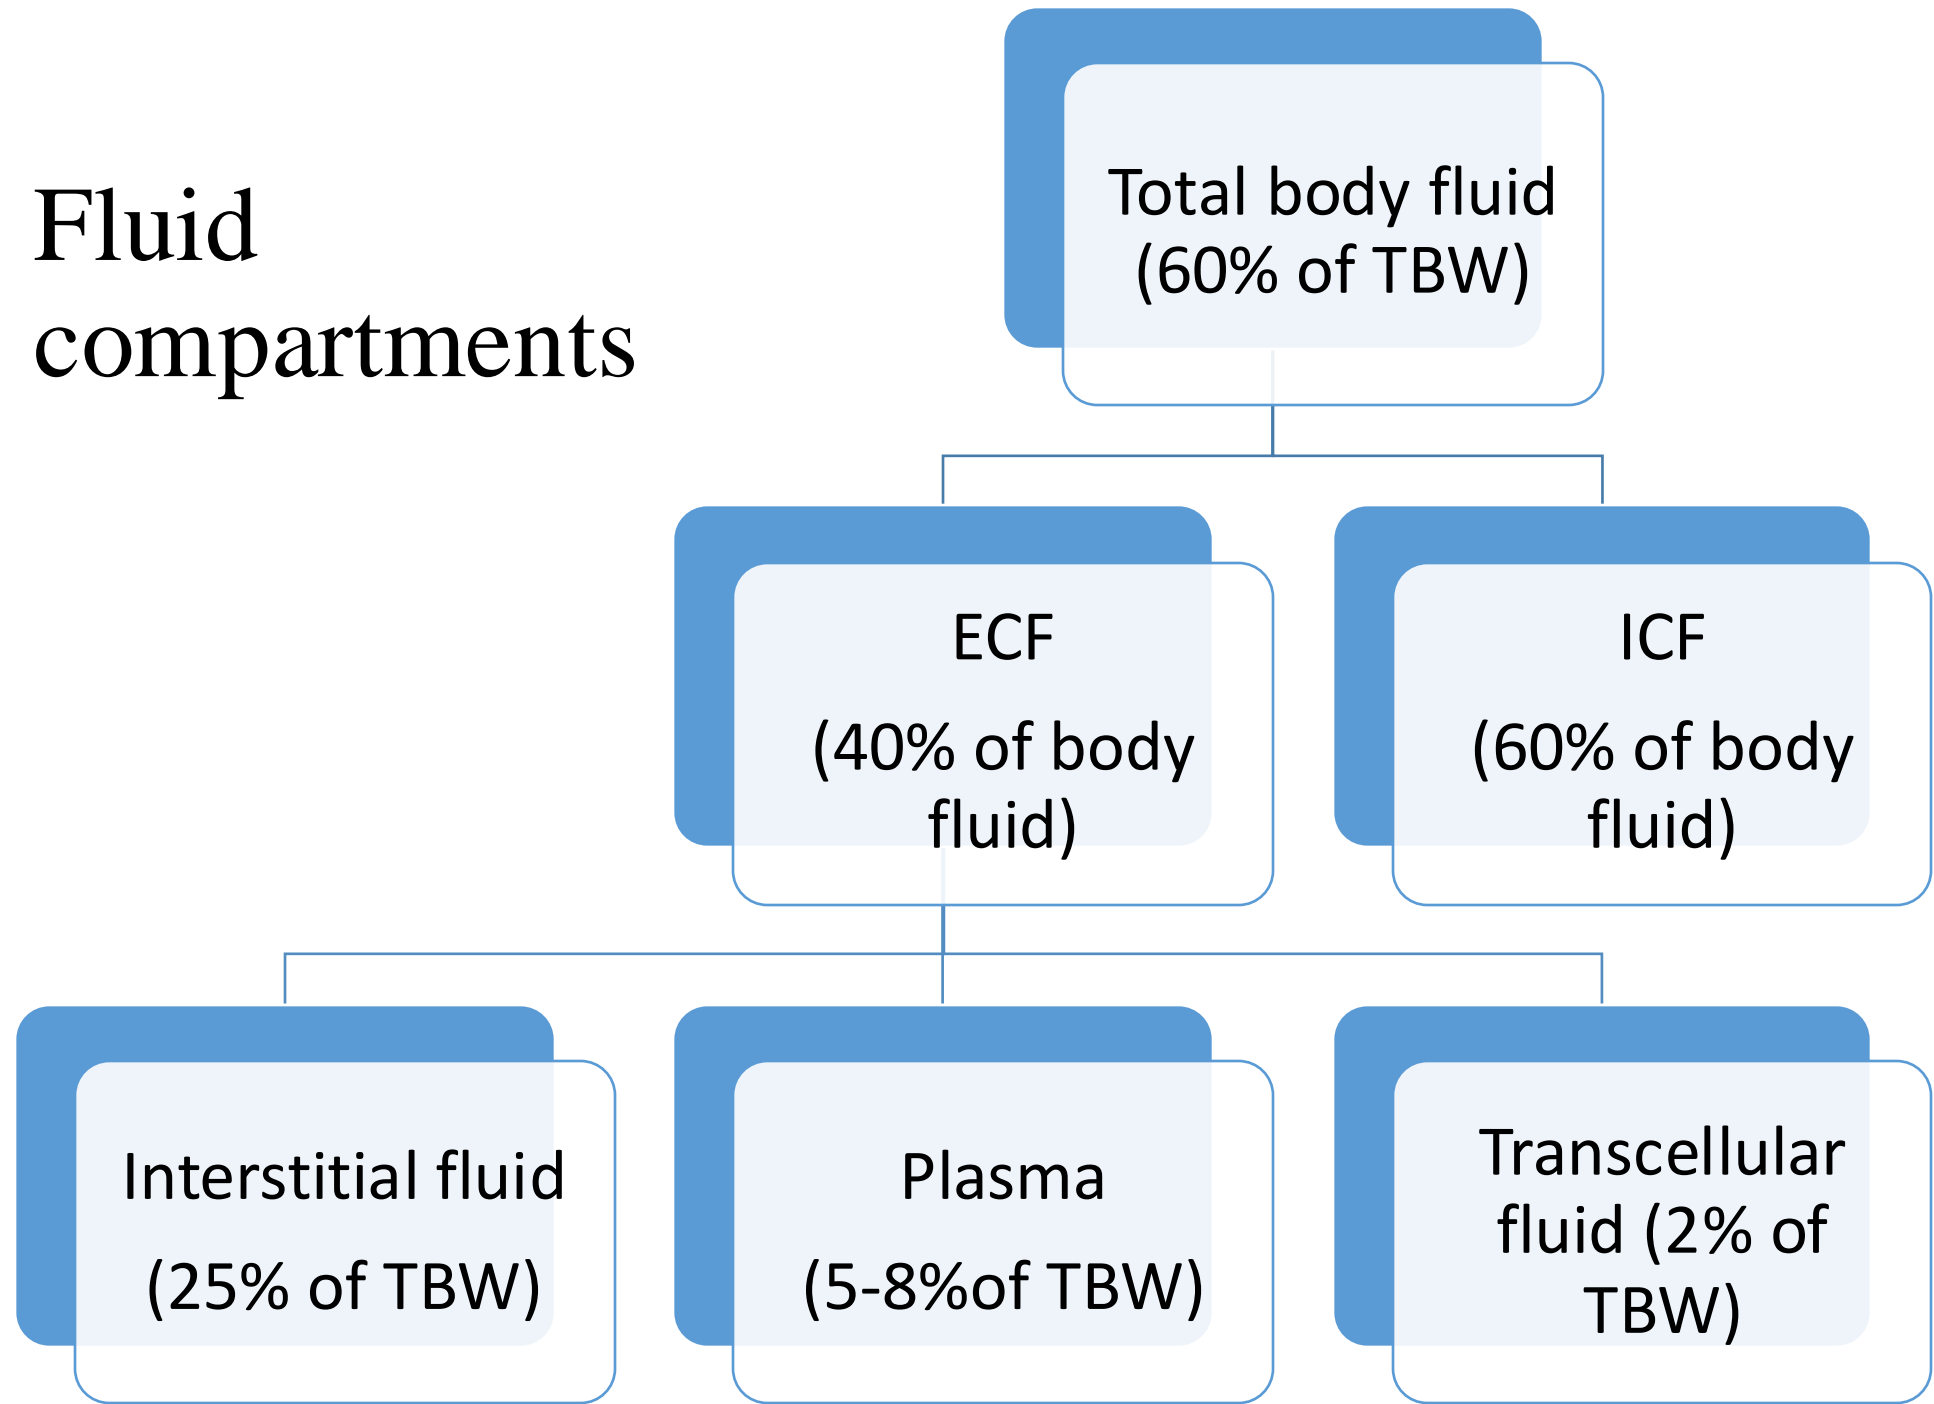 Fluid
compartments
Total body fluid
(60% of TBW)
ECF
(40% of body
fluid)
ICF
(60% of body
fluid)
Interstitial fluid
(25% of TBW)
Plasma
(5-8%of TBW)
Transcellular
fluid (2% of
TBW)